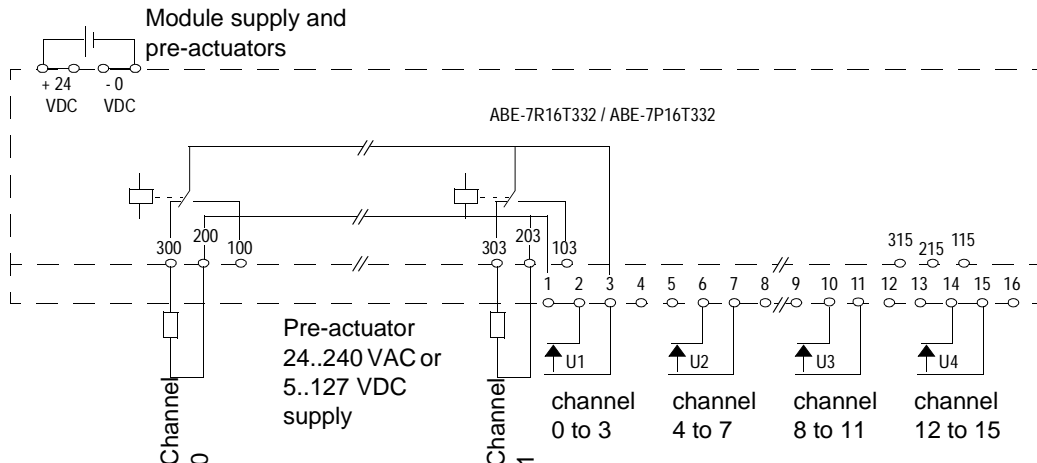 Module supply and
pre-actuators
+ 24
VDC
- 0
VDC
ABE-7R16T332 / ABE-7P16T332
300 200 100
303 203 103
315 215 115
1 2 3 4 5 6 7 8 9 10 11 12 13 14 15 16
Pre-actuator
24..240 VAC or
5..127 VDC
supply
U1 U2 U3 U4
channel
0 to 3
channel
4 to 7
channel
8 to 11
channel
12 to 15
Channel
0
Channel
1